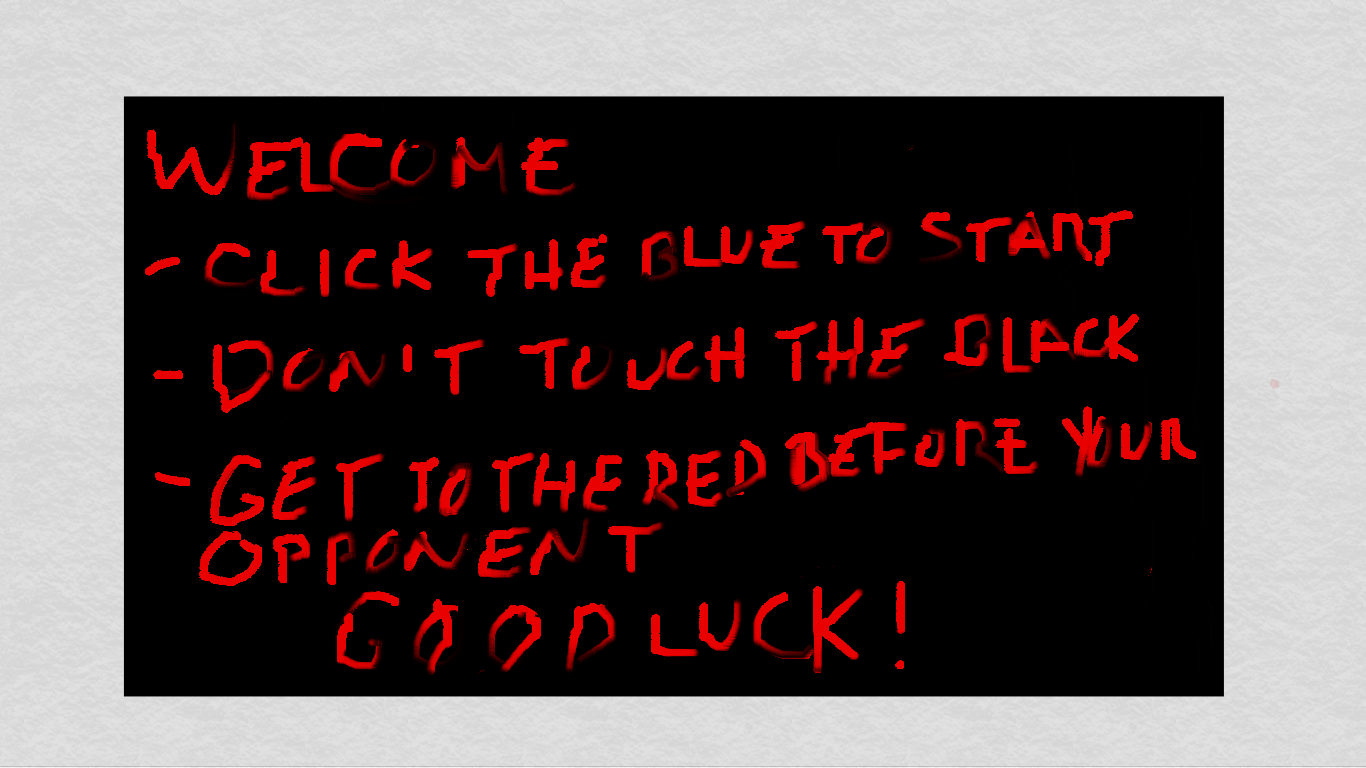 WELCOME
- CLICK THE BLUE TO START
- DON'T TOUCH THE BLACK
- GET TO THE RED BEFORE YOUR
OPPONENT
GOOD LUCK!